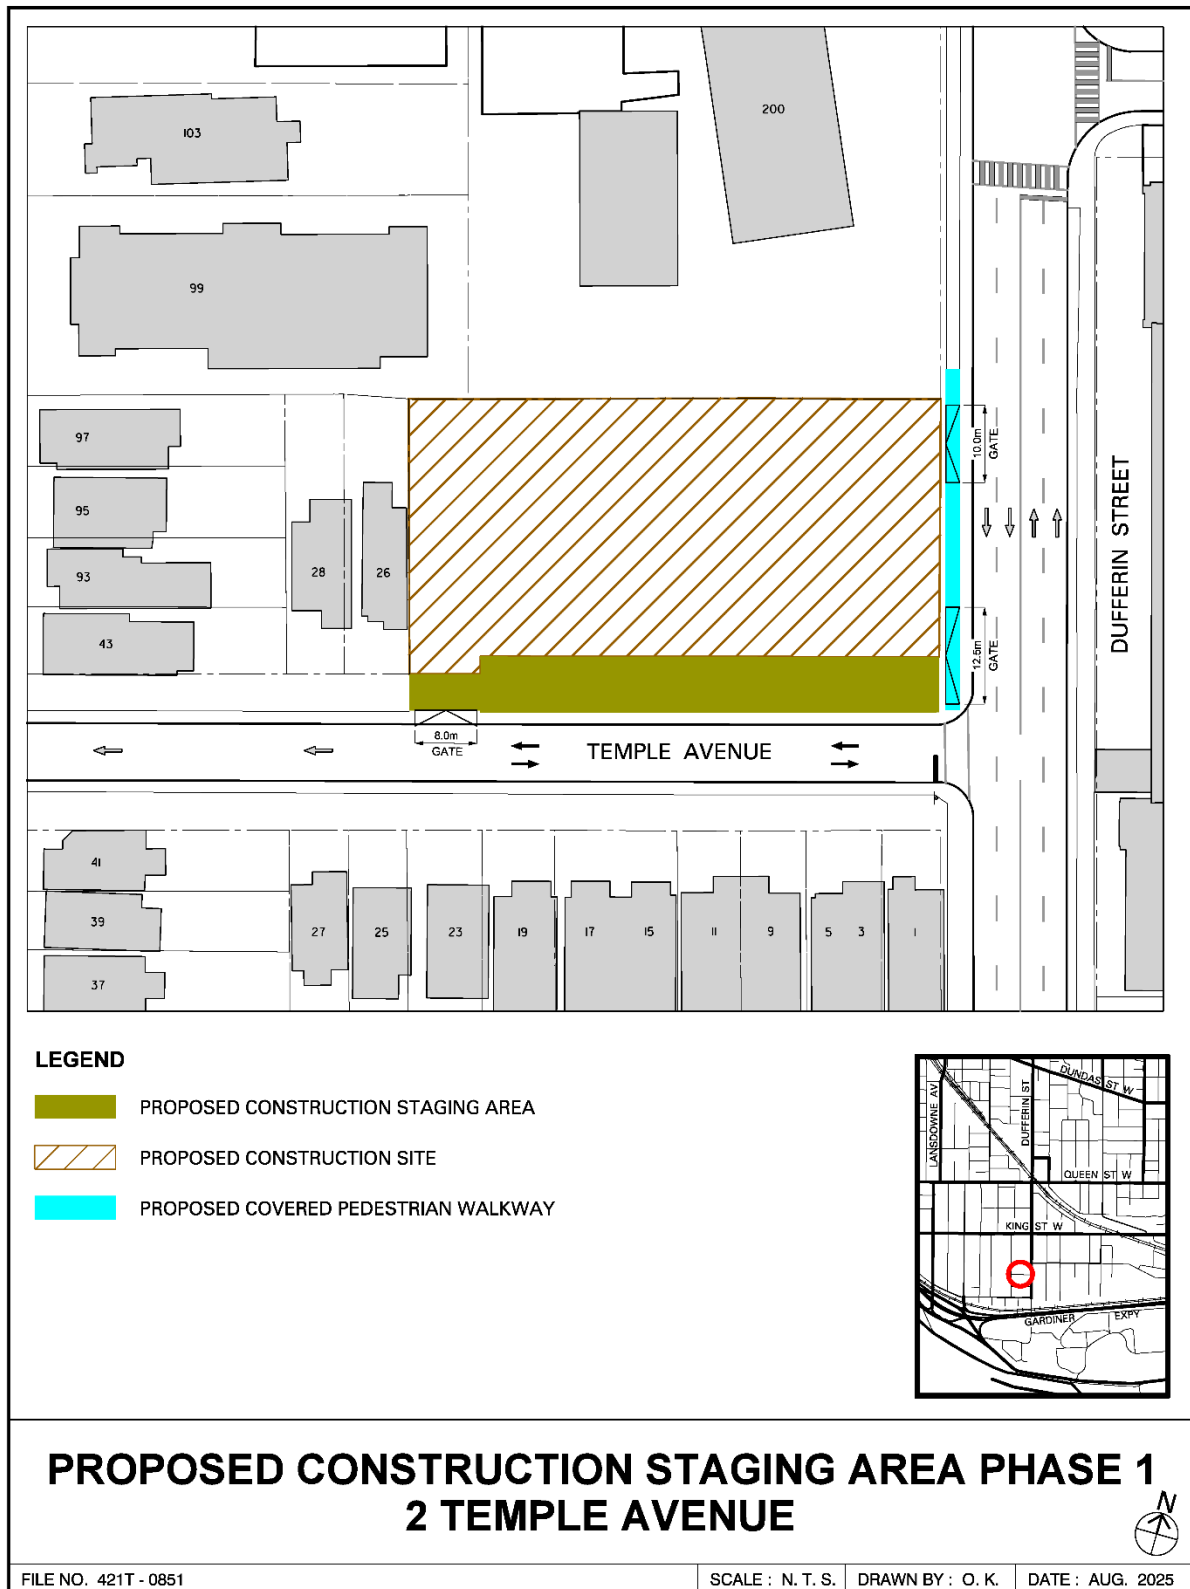 200
103
99
97
95
93
43
28
26
10.0m
GATE
12.5m
GATE
DUFFERIN STREET
8.0m
GATE
TEMPLE AVENUE
41
39
37
27
25
23
19
17
15
11
9
5
3
1
LEGEND
PROPOSED CONSTRUCTION STAGING AREA
PROPOSED CONSTRUCTION SITE
PROPOSED COVERED PEDESTRIAN WALKWAY
LANSDOWNE AV
DUFFERIN ST
DUNDAS ST W
QUEEN ST W
KING ST W
GARDINER EXPY
PROPOSED CONSTRUCTION STAGING AREA PHASE 1
2 TEMPLE AVENUE
N
FILE NO. 421T - 0851
SCALE : N. T. S.
DRAWN BY : O. K.
DATE : AUG. 2025